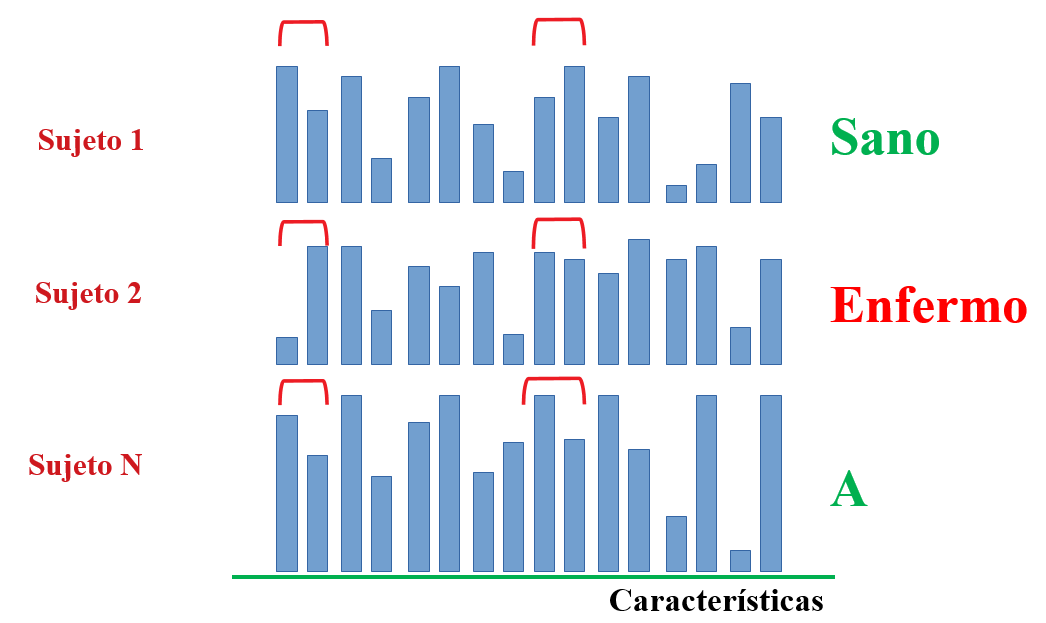 Sujeto 1
Sano
Sujeto 2
Enfermo
Sujeto N
A
Características